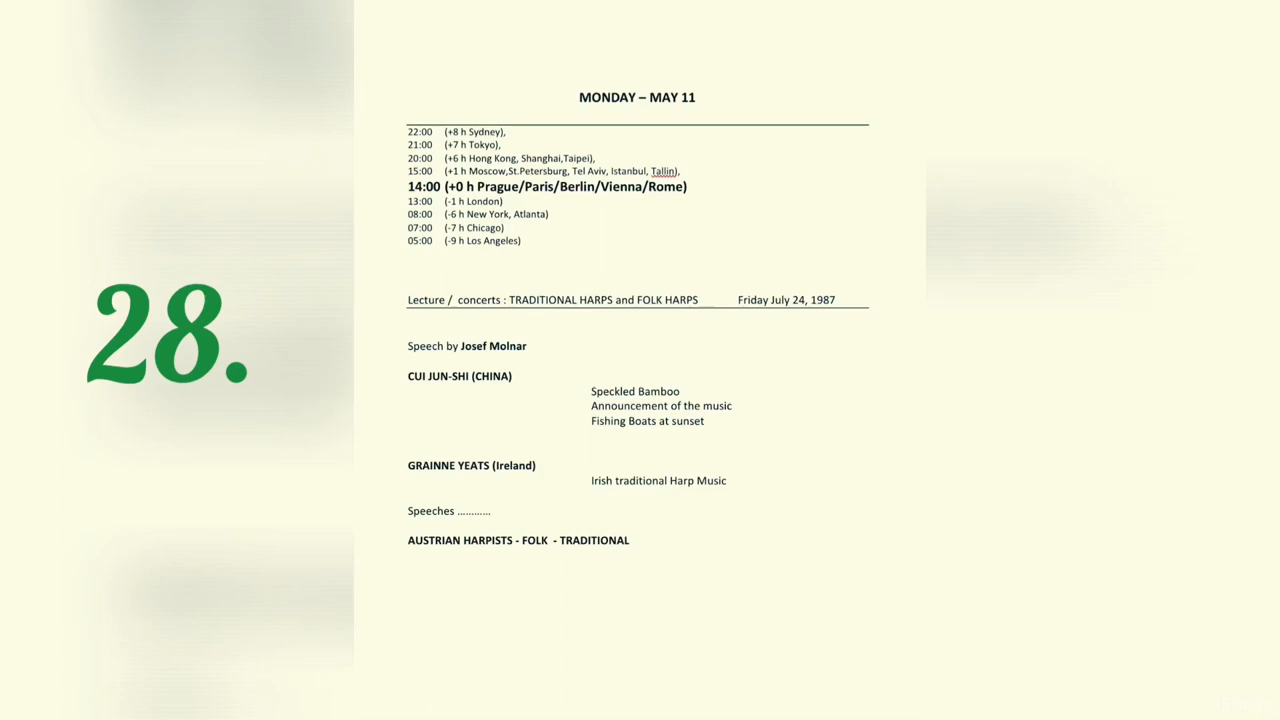 MONDAY – MAY 11
22:00 (+8 h Sydney),
21:00 (+7 h Tokyo),
20:00 (+6 h Hong Kong, Shanghai,Taipei),
15:00 (+1 h Moscow,St.Petersburg, Tel Aviv, Istanbul, Tallin),
14:00 (+0 h Prague/Paris/Berlin/Vienna/Rome)
13:00 (-1 h London)
08:00 (-6 h New York, Atlanta)
07:00 (-7 h Chicago)
05:00 (-9 h Los Angeles)
28.
Lecture / concerts : TRADITIONAL HARPS and FOLK HARPS Friday July 24, 1987
Speech by Josef Molnar
CUI JUN-SHI (CHINA)
Speckled Bamboo
Announcement of the music
Fishing Boats at sunset
GRAINNE YEATS (Ireland)
Irish traditional Harp Music
Speeches …………
AUSTRIAN HARPISTS - FOLK - TRADITIONAL